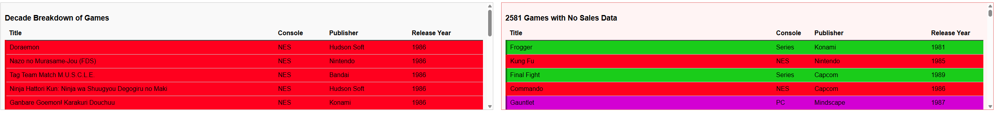 Decade Breakdown of Games
Title Console Publisher Release Year
Doraemon NES Hudson Soft 1986
Nazo no Murasame-Jou (FDS) NES Nintendo 1986
Tag Team Match M.U.S.C.L.E. NES Bandai 1986
Ninja Hattori Kun: Ninja wa Shuugyou Degogiru no Maki NES Hudson Soft 1986
Ganbare Goemon! Karakuri Douchuu NES Konami 1986
2581 Games with No Sales Data
Title Console Publisher Release Year
Frogger Series Konami 1981
Kung Fu NES Nintendo 1985
Final Fight Series Capcom 1989
Commando NES Capcom 1986
Gauntlet PC Mindscape 1987